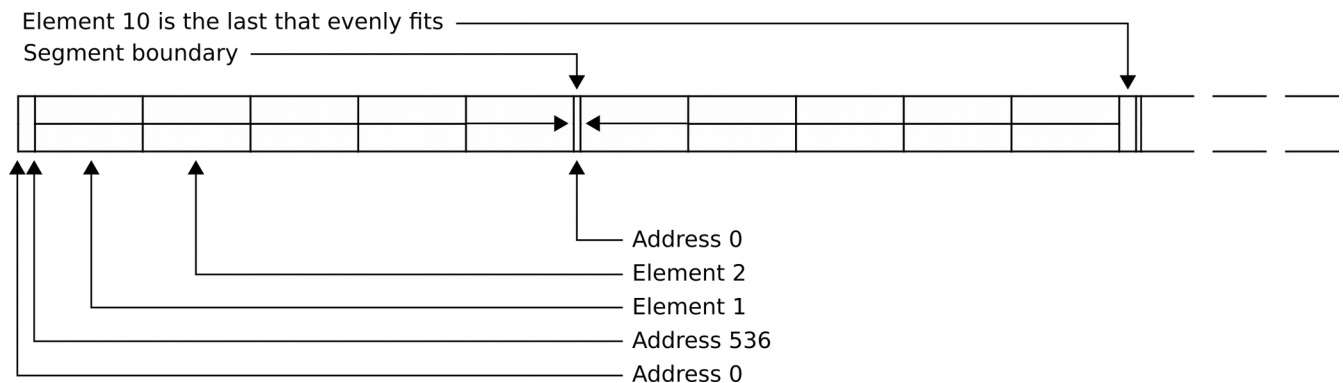 Element 10 is the last that evenly fits
Segment boundary
Address 0
Element 2
Element 1
Address 536
Address 0